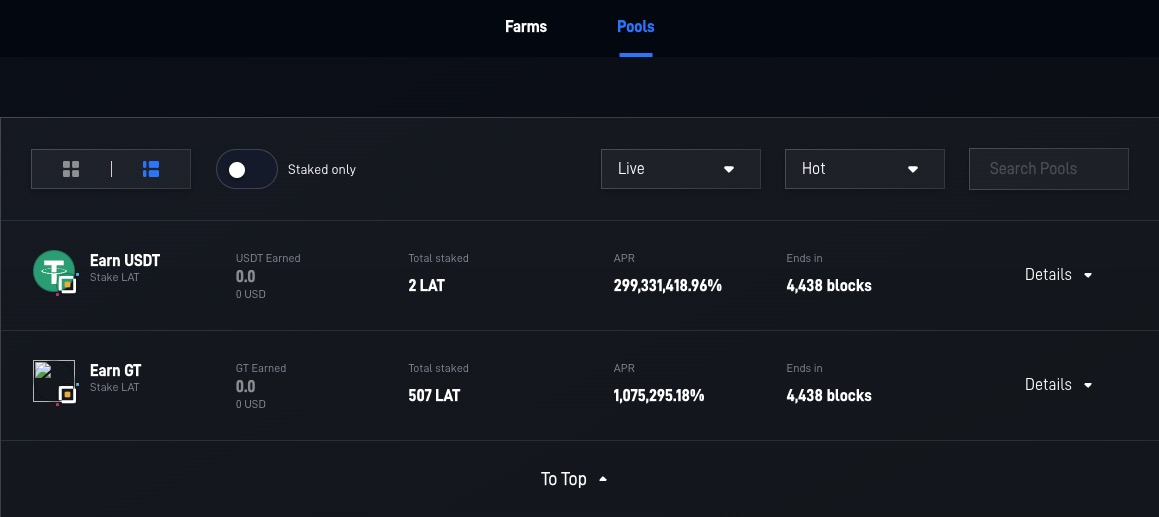 Farms Pools
Staked only Live Hot Search Pools
Earn USDT USDT Earned Total staked APR Ends in
Stake LAT 0.0 2 LAT 299,331,418.96% 4,438 blocks Details
0 USD
Earn GT GT Earned Total staked APR Ends in
Stake LAT 0.0 507 LAT 1,075,295.18% 4,438 blocks Details
0 USD
To Top